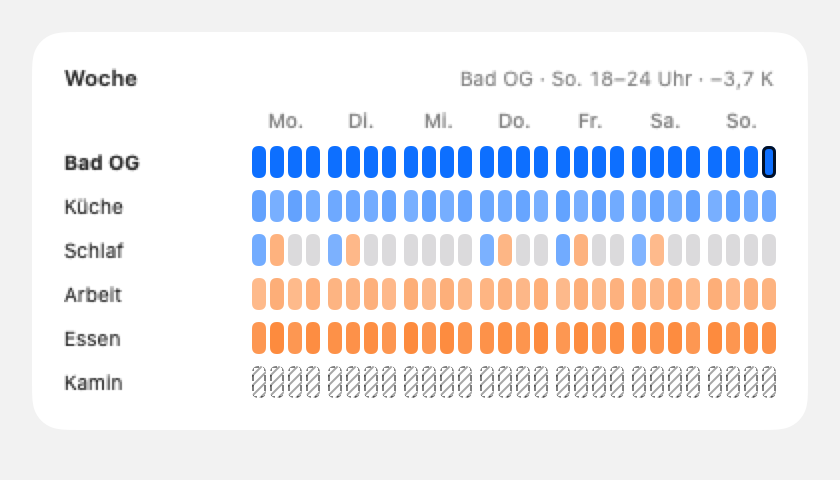 Woche
Bad OG · So. 18–24 Uhr · −3,7 K
Mo. Di. Mi. Do. Fr. Sa. So.
Bad OG
Küche
Schlaf
Arbeit
Essen
Kamin